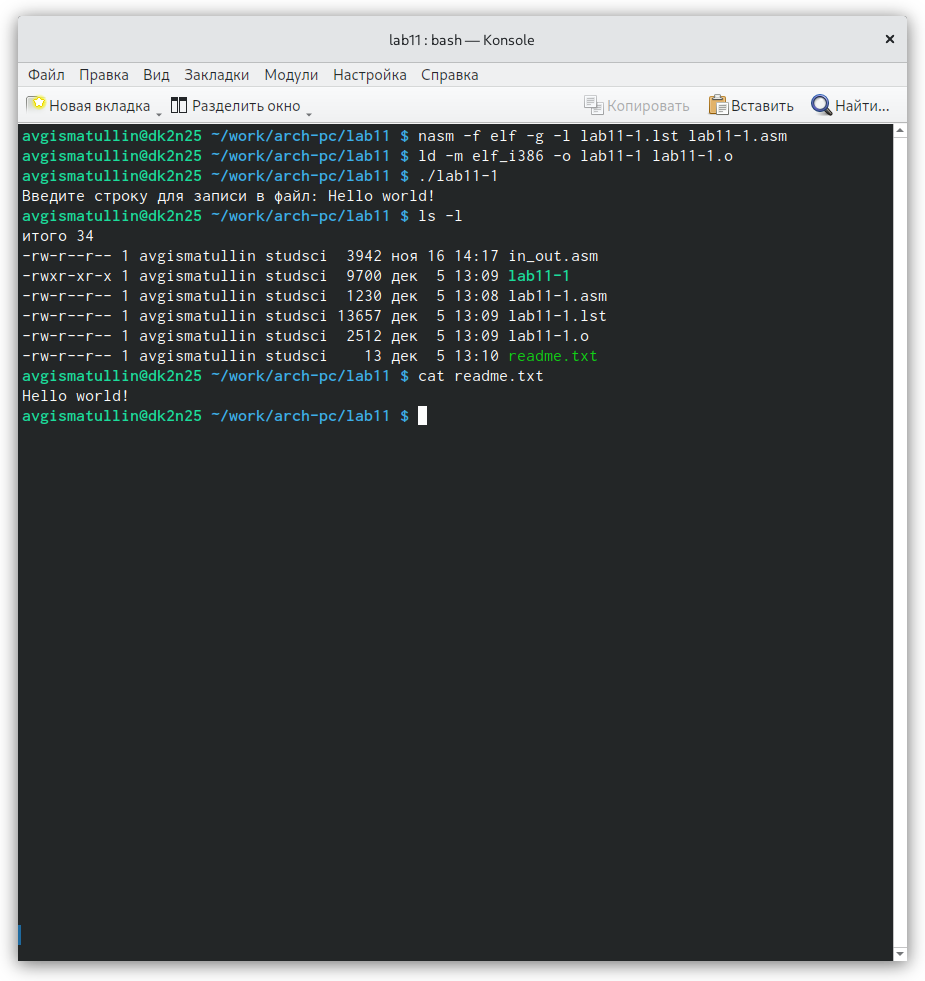 lab11 : bash — Konsole
Файл Правка Вид Закладки Модули Настройка Справка
Новая вкладка Разделить окно Копировать Вставить Найти...
avgismatullin@dk2n25 ~/work/arch-pc/lab11 $ nasm -f elf -g -l lab11-1.lst lab11-1.asm
avgismatullin@dk2n25 ~/work/arch-pc/lab11 $ ld -m elf_i386 -o lab11-1 lab11-1.o
avgismatullin@dk2n25 ~/work/arch-pc/lab11 $ ./lab11-1
Введите строку для записи в файл: Hello world!
avgismatullin@dk2n25 ~/work/arch-pc/lab11 $ ls -l
итого 34
-rw-r--r-- 1 avgismatullin studsci  3942 ноя 16 14:17 in_out.asm
-rwxr-xr-x 1 avgismatullin studsci  9700 дек  5 13:09 lab11-1
-rw-r--r-- 1 avgismatullin studsci  1230 дек  5 13:08 lab11-1.asm
-rw-r--r-- 1 avgismatullin studsci 13657 дек  5 13:09 lab11-1.lst
-rw-r--r-- 1 avgismatullin studsci  2512 дек  5 13:09 lab11-1.o
-rw-r--r-- 1 avgismatullin studsci    13 дек  5 13:10 readme.txt
avgismatullin@dk2n25 ~/work/arch-pc/lab11 $ cat readme.txt
Hello world!
avgismatullin@dk2n25 ~/work/arch-pc/lab11 $